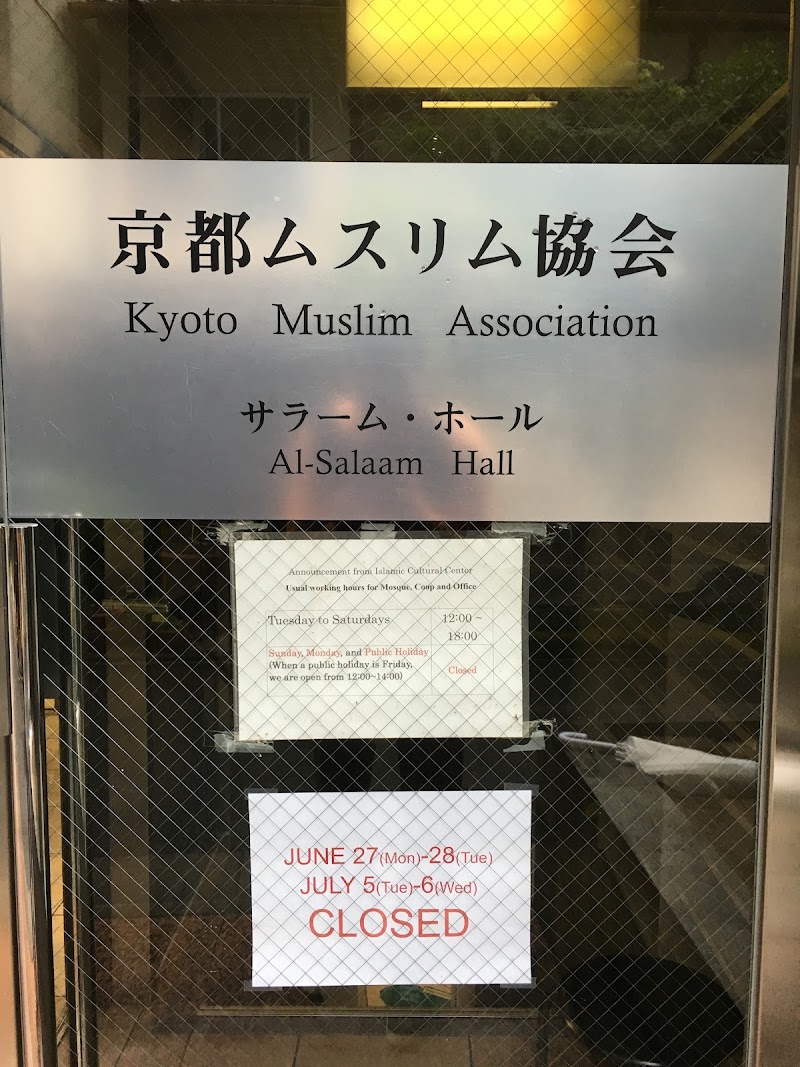 京都ムスリム協会
Kyoto Muslim Association
サラーム・ホール
Al-Salaam Hall
Announcement from Islamic Cultural Center
Usual working hours for Mosque, Coop and Office
Tuesday to Saturdays
12:00～
18:00
Sunday, Monday, and Public Holiday
(When a public holiday is Friday,
we are open from 12:00~14:00)
Closed
JUNE 27(Mon)-28(Tue)
JULY 5(Tue)-6(Wed)
CLOSED